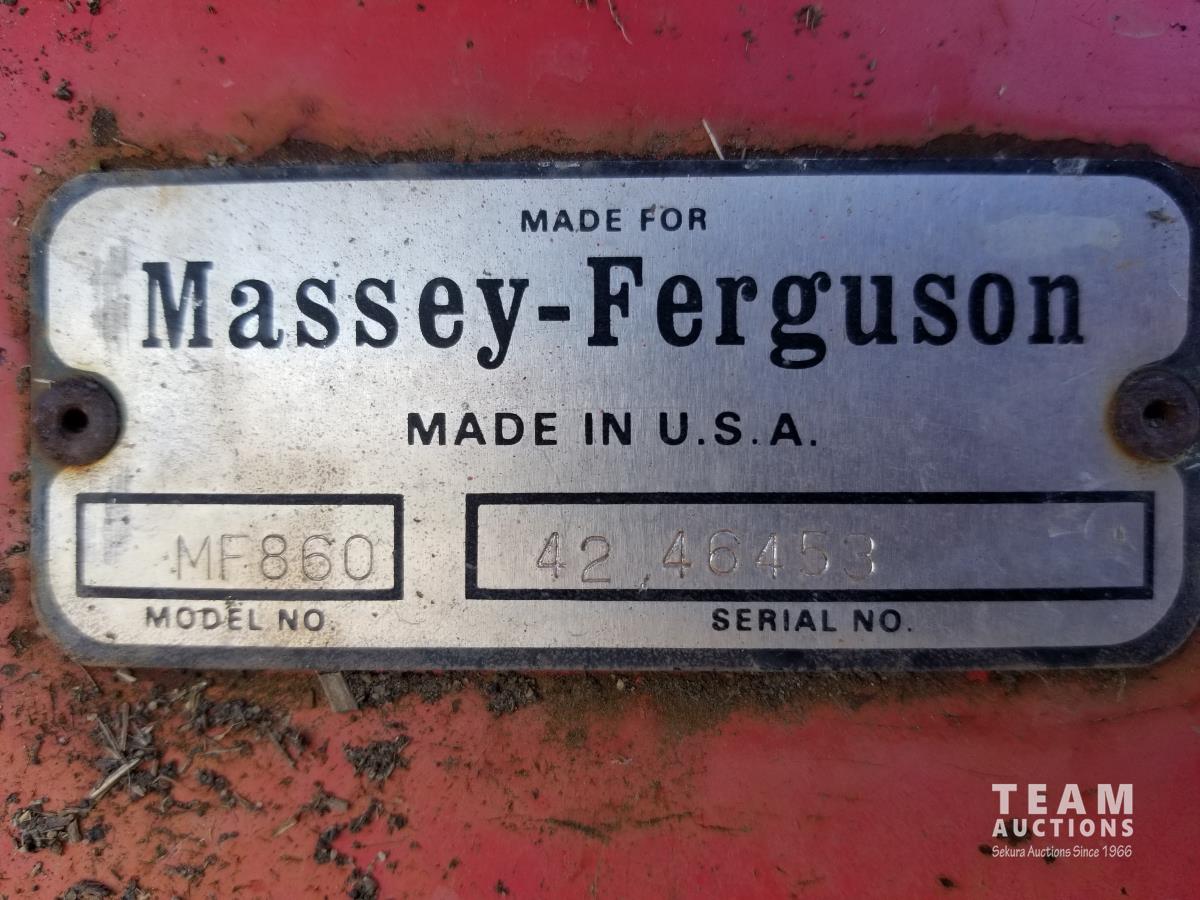 MADE FOR
Massey-Ferguson
MADE IN U.S.A.
MF860
MODEL NO
42 46453
SERIAL NO.
TEAM
AUCTIONS
Sekura Auctions Since 1966